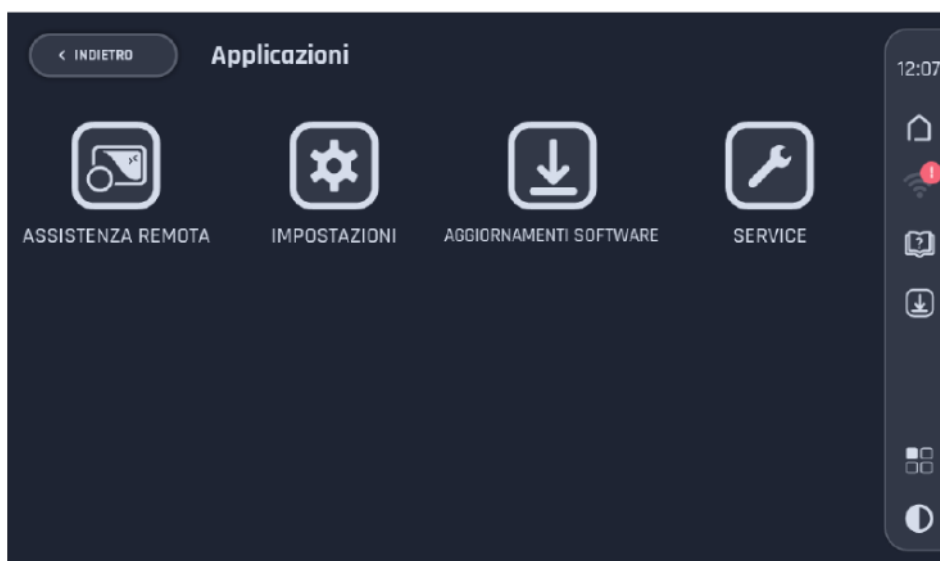 < INDIETRO
Applicazioni
12:07
!
?
ASSISTENZA REMOTA
IMPOSTAZIONI
AGGIORNAMENTI SOFTWARE
SERVICE